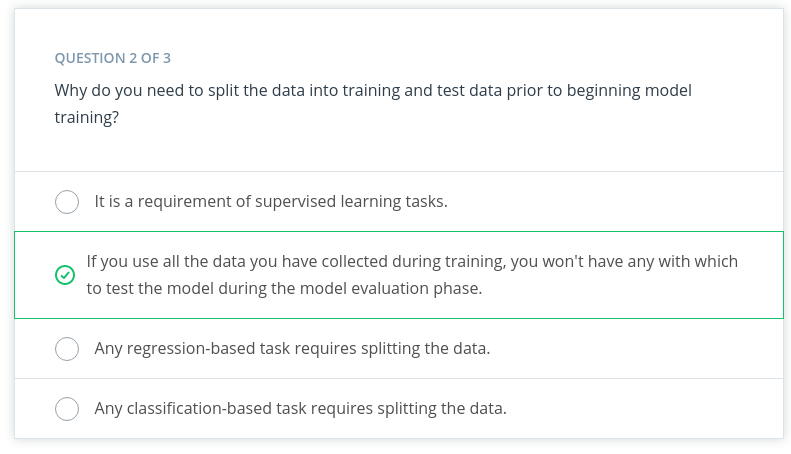 QUESTION 2 OF 3
Why do you need to split the data into training and test data prior to beginning model
training?
It is a requirement of supervised learning tasks.
If you use all the data you have collected during training, you won't have any with which
to test the model during the model evaluation phase.
Any regression-based task requires splitting the data.
Any classification-based task requires splitting the data.